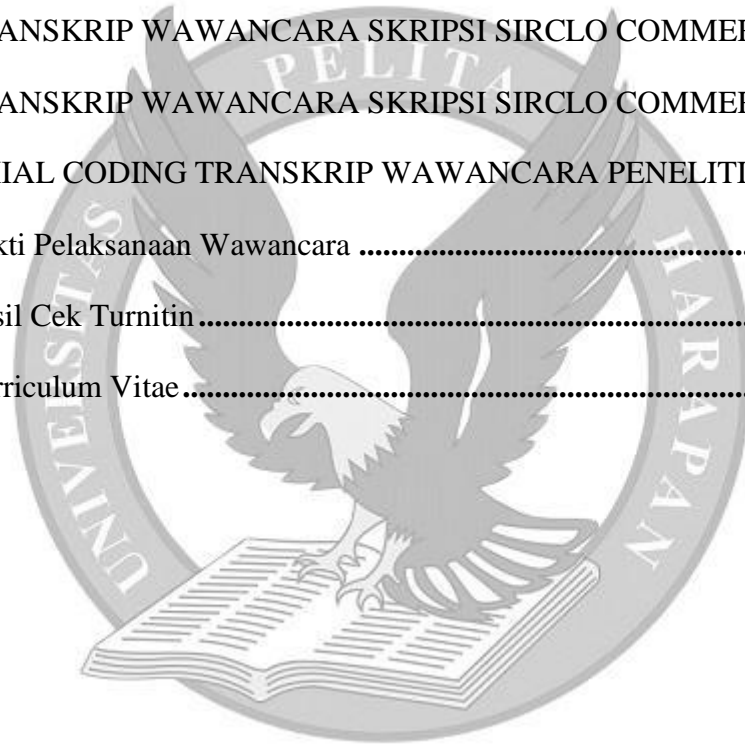 ANSKRIP WAWANCARA SKRIPSI SIRCLO COMMER
ANSKRIP WAWANCARA SKRIPSI SIRCLO COMMER
IAL CODING TRANSKRIP WAWANCARA PENELITI
kti Pelaksanaan Wawancara ................................................
sil Cek Turnitin......................................................................
rriculum Vitae........................................................................
UNIVERSITAS PELITA HARAPAN